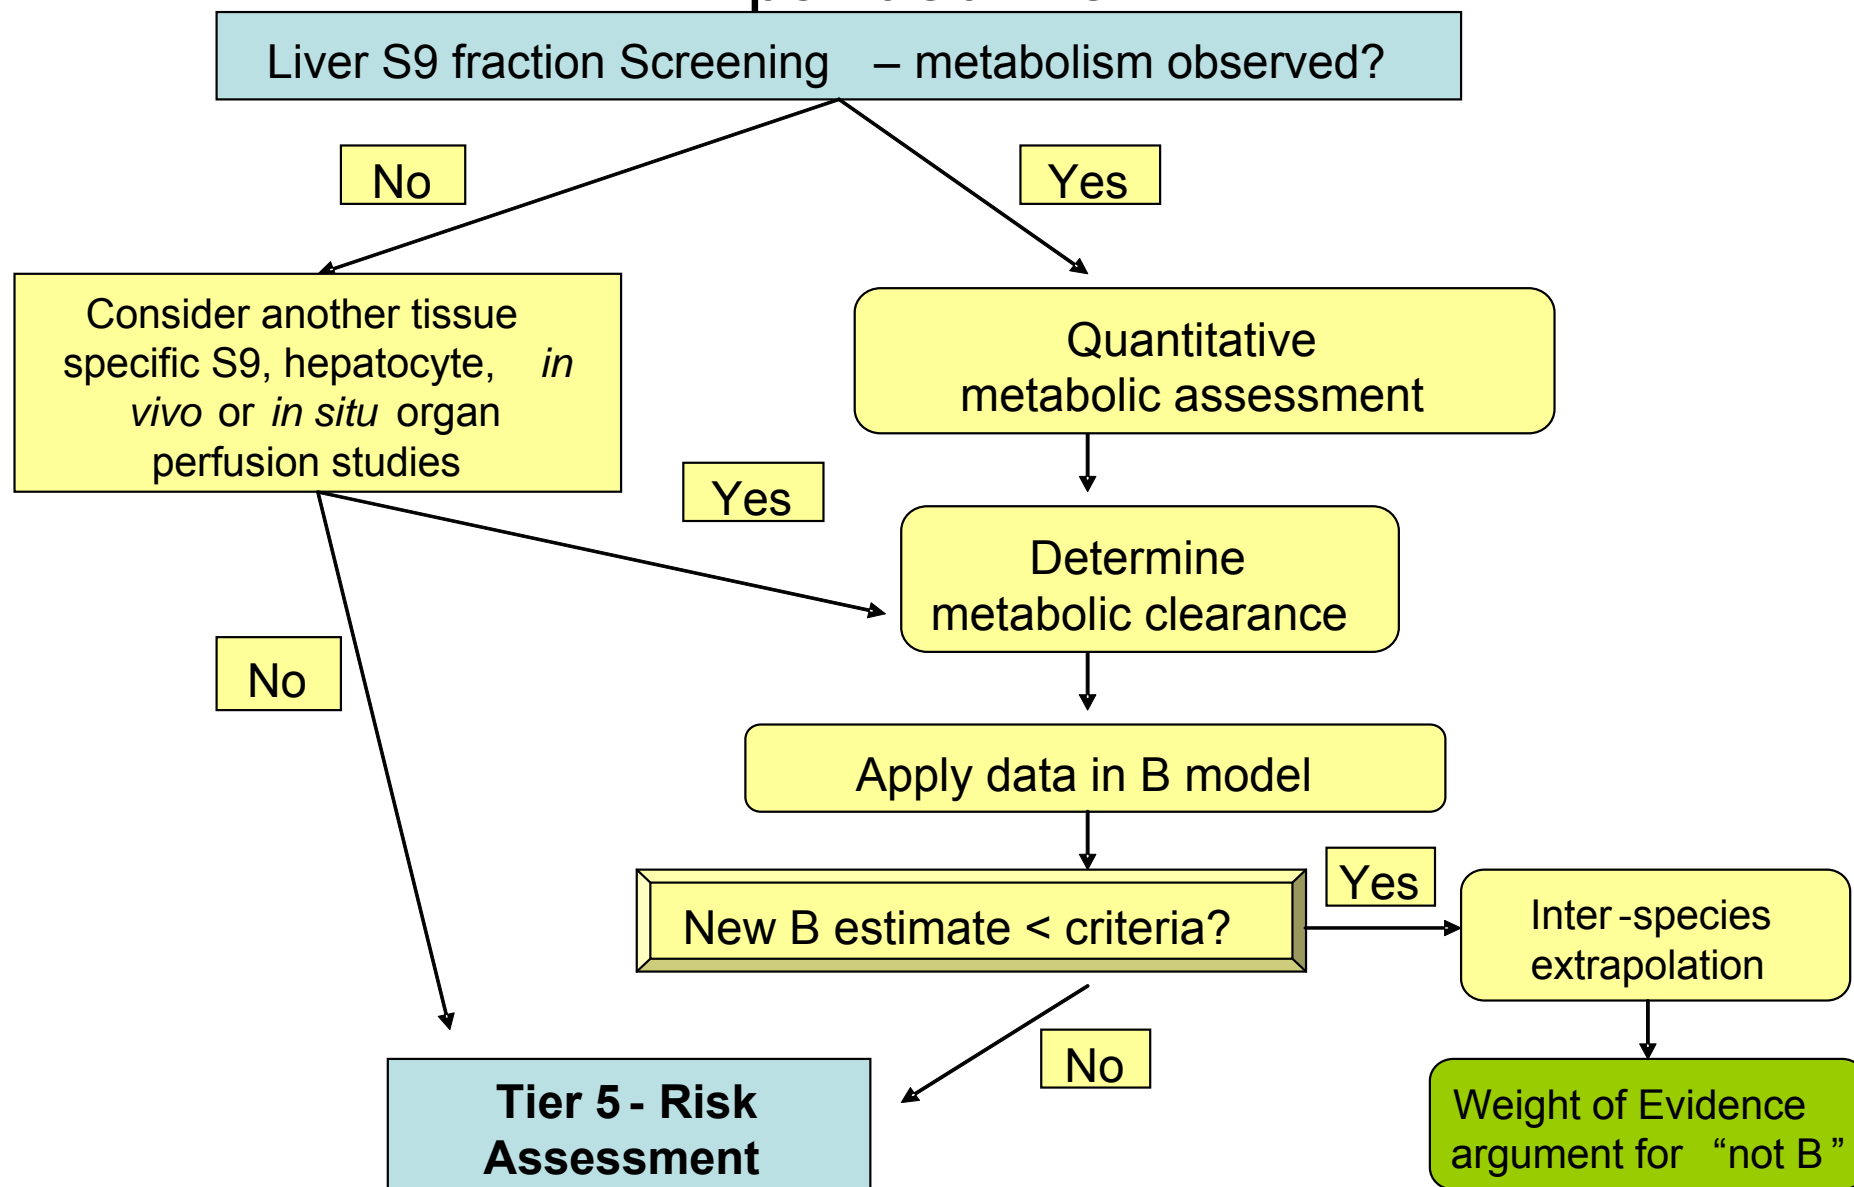 Liver S9 fraction Screening – metabolism observed?
No
Yes
Consider another tissue
specific S9, hepatocyte, in
vivo or in situ organ
perfusion studies
Quantitative
metabolic assessment
Yes
Determine
metabolic clearance
No
Apply data in B model
New B estimate < criteria?
Yes
Inter-species
extrapolation
No
Tier 5 - Risk
Assessment
Weight of Evidence
argument for “not B”